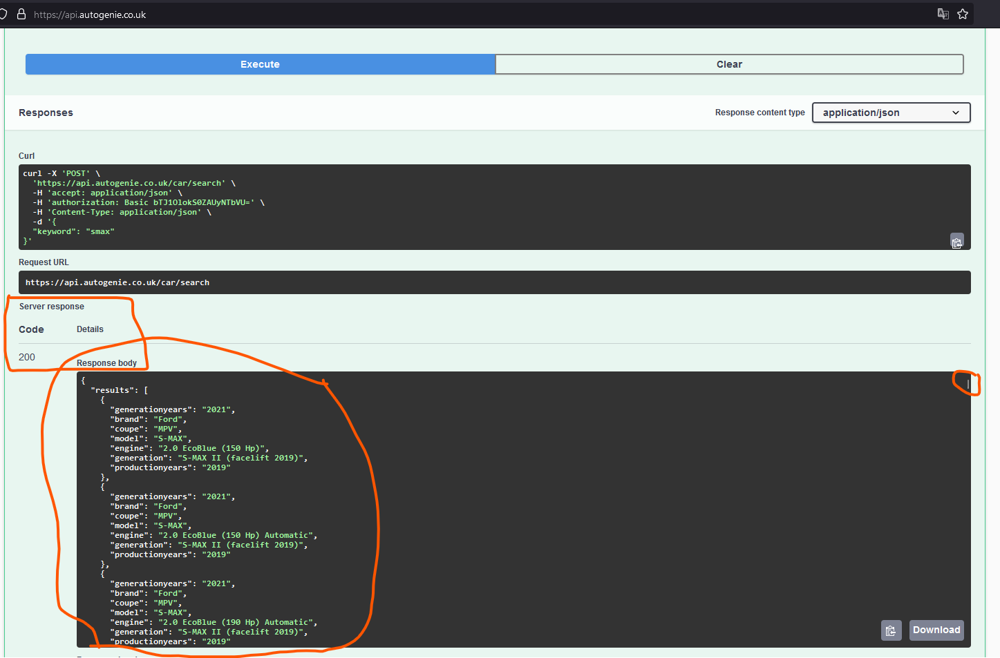 https://api.autogenie.co.uk
Execute
Clear
Responses
Response content type
application/json
Curl
curl -X 'POST' \
'https://api.autogenie.co.uk/car/search' \
-H 'accept: application/json' \
-H 'authorization: Basic bTJ1OlokS0ZAUyNTbVU=' \
-H 'Content-Type: application/json' \
-d '{
"keyword": "smax"
}'
Request URL
https://api.autogenie.co.uk/car/search
Server response
Code
Details
200
Response body
{
"results": [
{
"generationyears": "2021",
"brand": "Ford",
"coupe": "MPV",
"model": "S-MAX",
"engine": "2.0 EcoBlue (150 Hp)",
"generation": "S-MAX II (facelift 2019)",
"productionyears": "2019"
},
{
"generationyears": "2021",
"brand": "Ford",
"coupe": "MPV",
"model": "S-MAX",
"engine": "2.0 EcoBlue (150 Hp) Automatic",
"generation": "S-MAX II (facelift 2019)",
"productionyears": "2019"
},
{
"generationyears": "2021",
"brand": "Ford",
"coupe": "MPV",
"model": "S-MAX",
"engine": "2.0 EcoBlue (190 Hp) Automatic",
"generation": "S-MAX II (facelift 2019)",
"productionyears": "2019"
Download